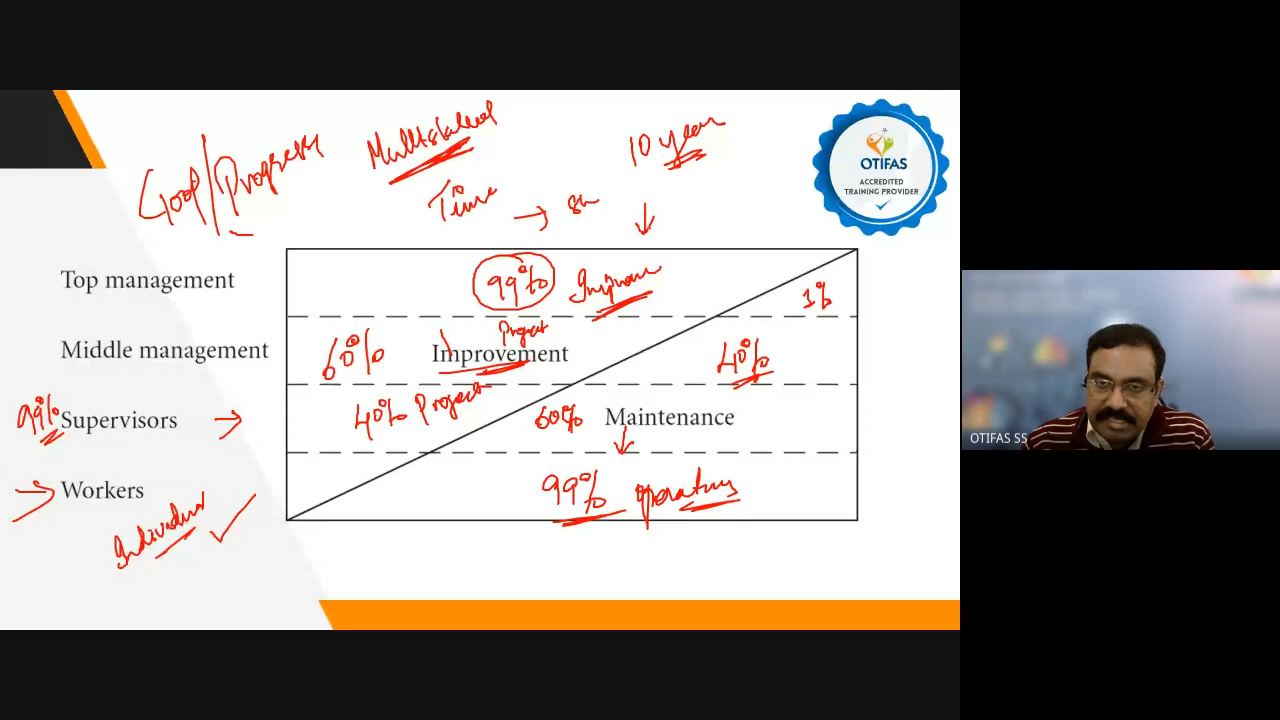 Goal/Progress
10 year
Time
OTIFAS
ACCREDITED
TRAINING PROVIDER
Top management
99%
1%
Middle management
60%
Project
Improvement
40%
99%
Supervisors
40% Project
60%
Maintenance
Workers
99% operators
Individual
OTIFAS SS